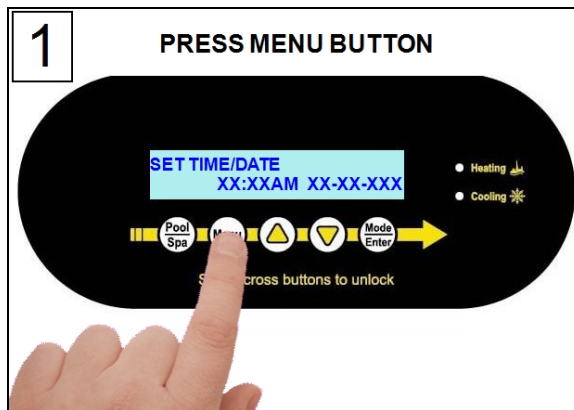 1
PRESS MENU BUTTON
SET TIME/DATE
XX:XXAM XX-XX-XXX
Heating
Cooling
Pool
Spa
Mode
Enter
cross buttons to unlock